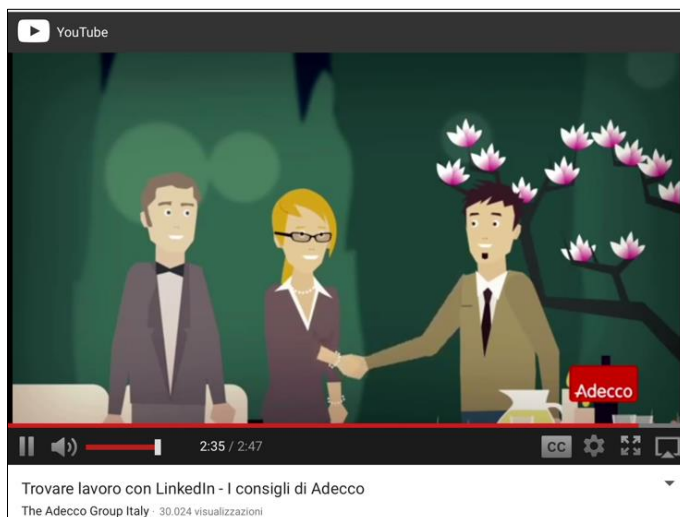 YouTube
Adecco
2:35 / 2:47
CC
Trovare lavoro con LinkedIn - I consigli di Adecco
The Adecco Group Italy · 30.024 visualizzazioni